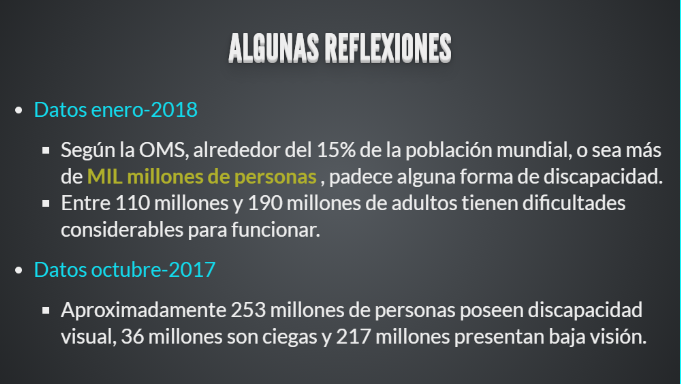 ALGUNAS REFLEXIONES
Datos enero-2018
Según la OMS, alrededor del 15% de la población mundial, o sea más
de MIL millones de personas , padece alguna forma de discapacidad.
Entre 110 millones y 190 millones de adultos tienen dificultades
considerables para funcionar.
Datos octubre-2017
Aproximadamente 253 millones de personas poseen discapacidad
visual, 36 millones son ciegas y 217 millones presentan baja visión.